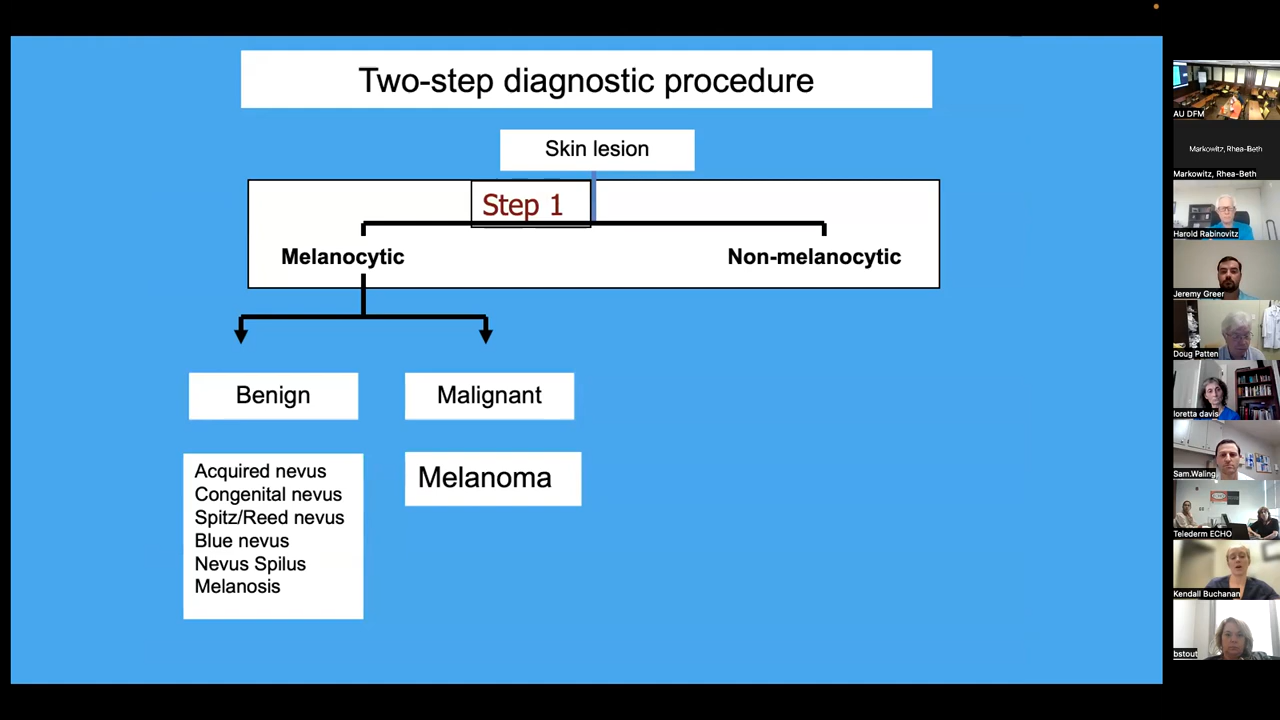 Two-step diagnostic procedure
Skin lesion
Step 1
Melanocytic
Non-melanocytic
Benign
Malignant
Acquired nevus
Congenital nevus
Spitz/Reed nevus
Blue nevus
Nevus Spilus
Melanosis
Melanoma
AU DFM
Markowitz, Rhea-Beth
Markowitz, Rhea-Beth
Harold Rabinovitz
Jeremy Greer
Doug Patten
loretta davis
Sam.Waling
Telederm ECHO
Kendall Buchanan
bstout